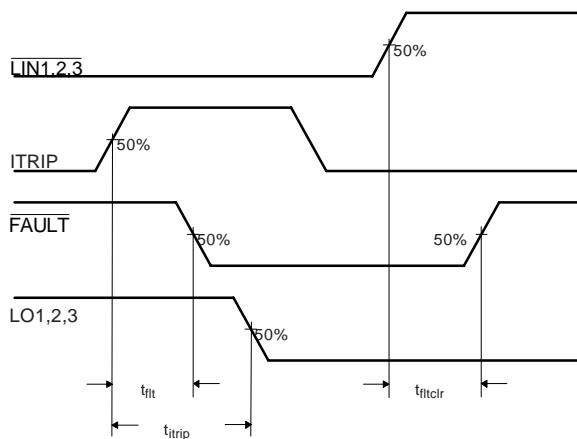 50%
LIN1,2,3
50%
ITRIP
FAULT
50%
50%
LO1,2,3
50%
tflt
tfltclr
titrip